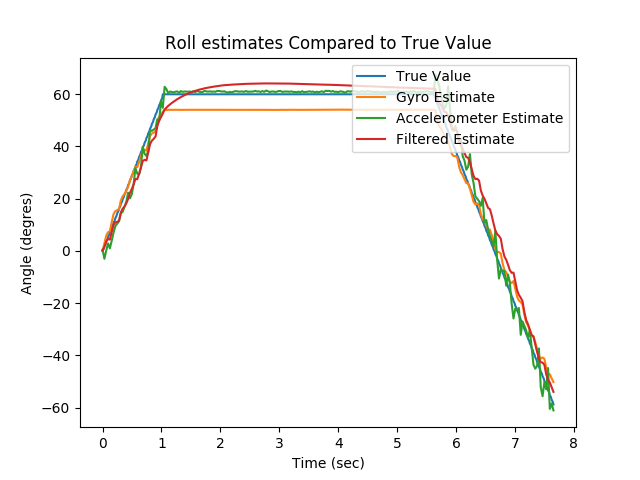 Roll estimates Compared to True Value
True Value
Gyro Estimate
Accelerometer Estimate
Filtered Estimate
60
40
20
0
−20
−40
−60
Angle (degres)
0 1 2 3 4 5 6 7 8
Time (sec)